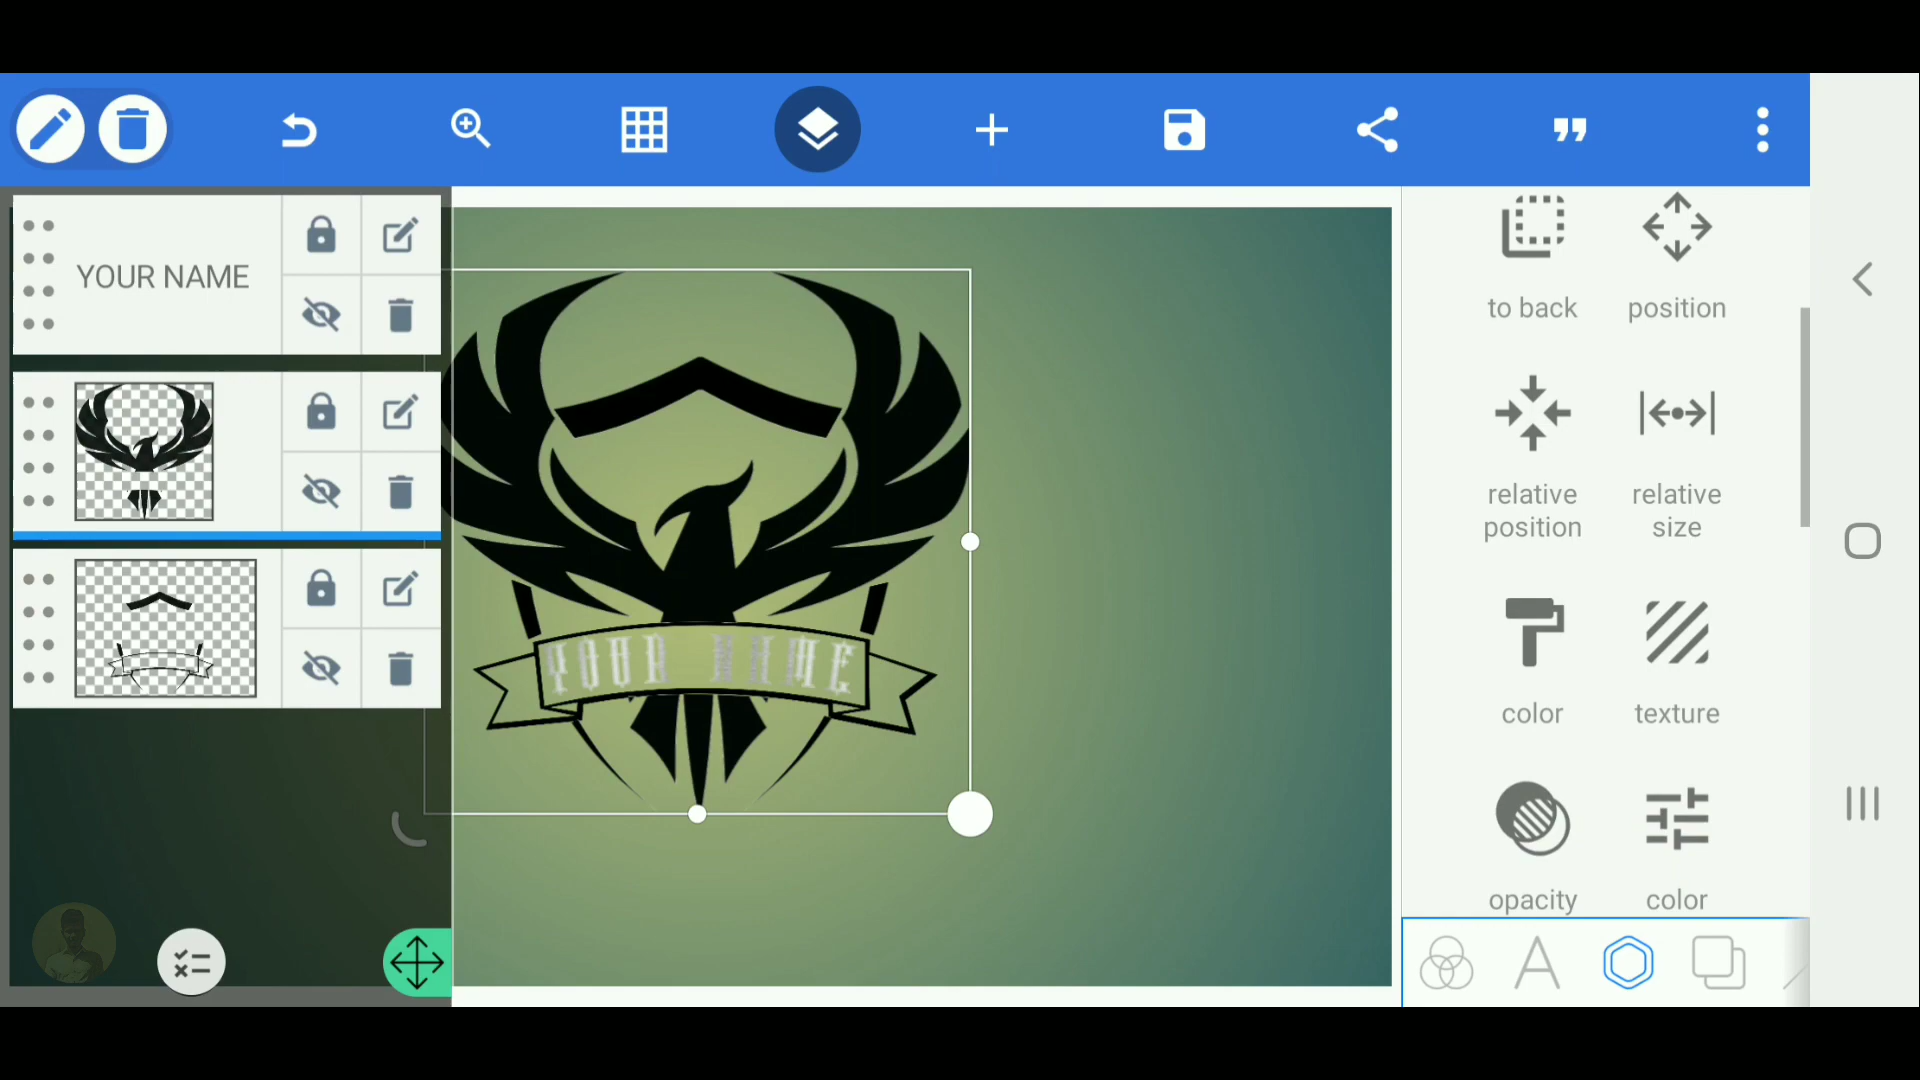 YOUR NAME
YOUR NAME
to back
position
relative
position
relative
size
color
texture
opacity
color